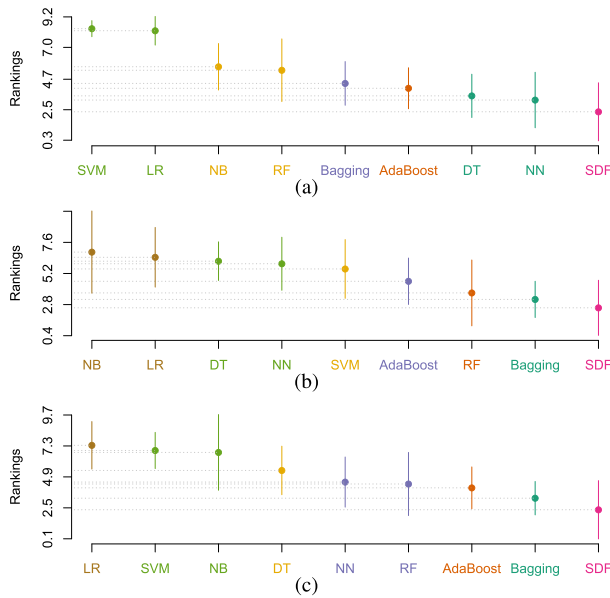 Rankings
9.2
7.0
4.7
2.5
0.3
SVM LR NB RF Bagging AdaBoost DT NN SDF
(a)
Rankings
7.6
5.2
2.8
0.4
NB LR DT NN SVM AdaBoost RF Bagging SDF
(b)
Rankings
9.7
7.3
4.9
2.5
0.1
LR SVM NB DT NN RF AdaBoost Bagging SDF
(c)